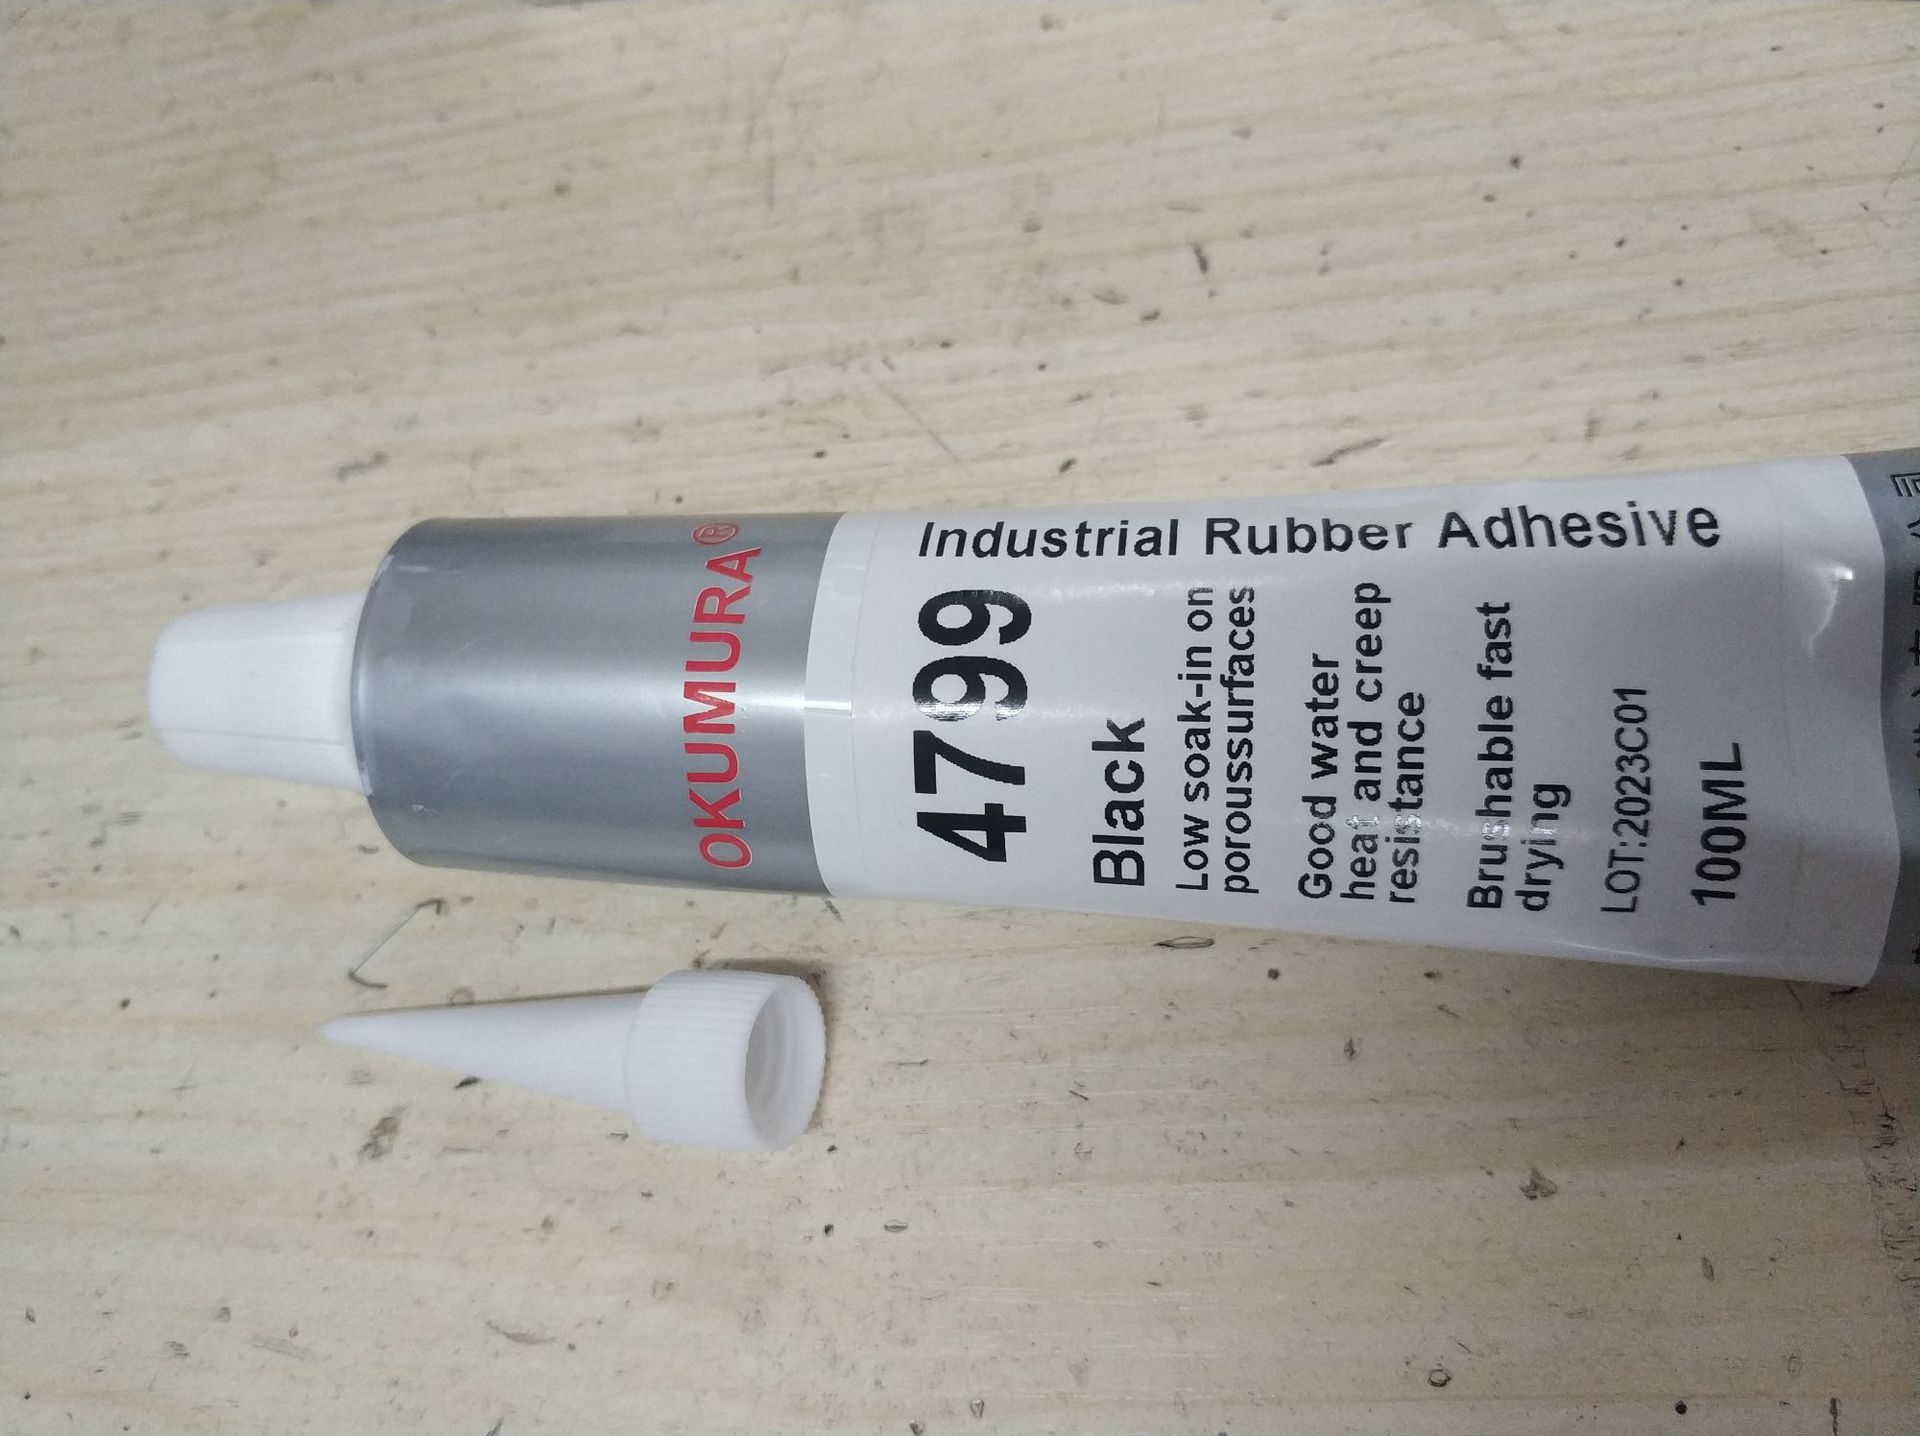 OKUMURA®
Industrial Rubber Adhesive
4799
Black
Low soak-in on
poroussurfaces
Good water
heat and creep
resistance
Brushable fast
drying
LOT:2023C01
100ML